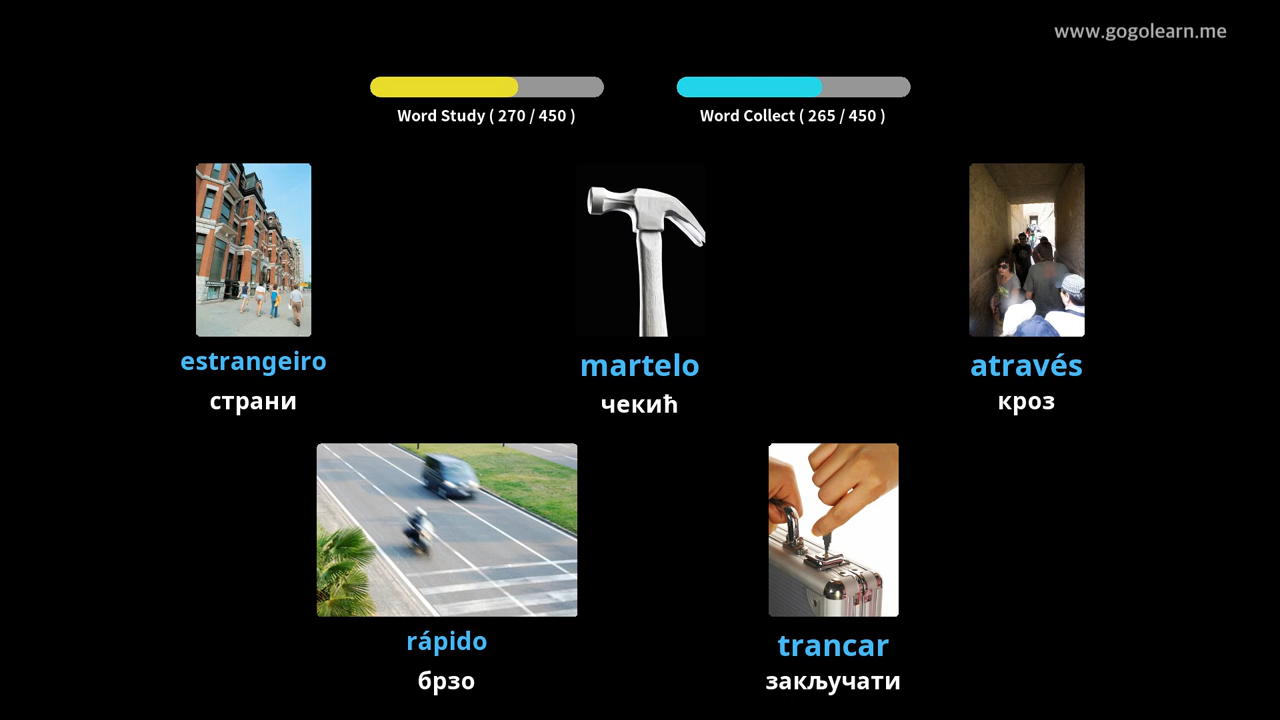 www.gogolearn.me
Word Study ( 270 / 450 )
Word Collect ( 265 / 450 )
estrangeiro
страни
martelo
чекић
através
кроз
rápido
брзо
trancar
закључати